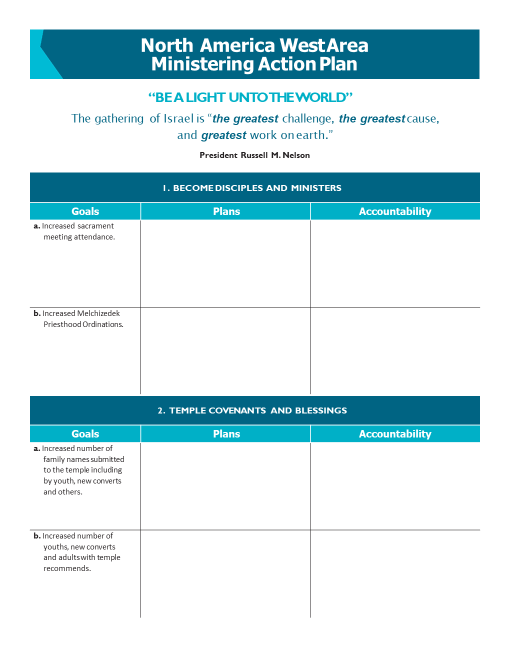 North America West Area
Ministering Action Plan
“BE A LIGHT UNTO THE WORLD”
The gathering of Israel is “the greatest challenge, the greatest cause,
and greatest work on earth.”
President Russell M. Nelson
1. BECOME DISCIPLES AND MINISTERS
Goals Plans Accountability
a. Increased sacrament
meeting attendance.
b. Increased Melchizedek
Priesthood Ordinations.
2. TEMPLE COVENANTS AND BLESSINGS
Goals Plans Accountability
a. Increased number of
family names submitted
to the temple including
by youth, new converts
and others.
b. Increased number of
youths, new converts
and adults with temple
recommends.